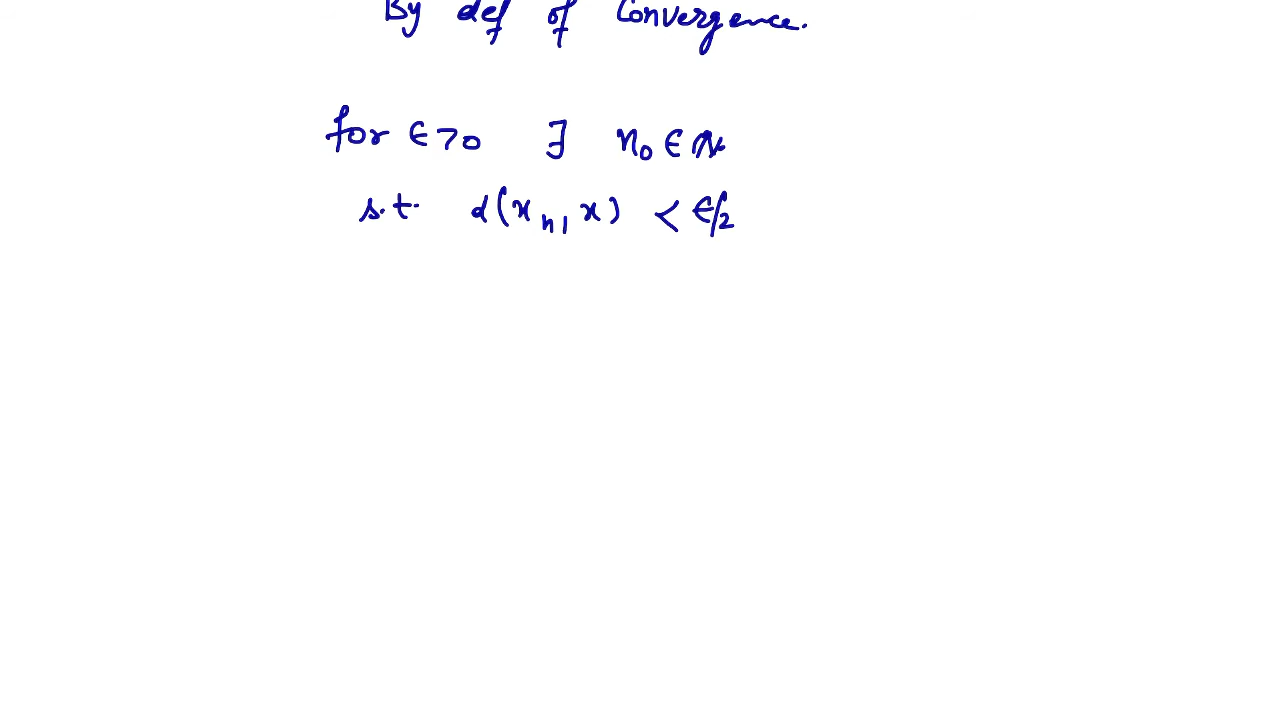 By def of Convergence.
for ϵ>0 ∃ n₀ ∈ ℕ
s.t. d(xₙ, x) < ϵ/2